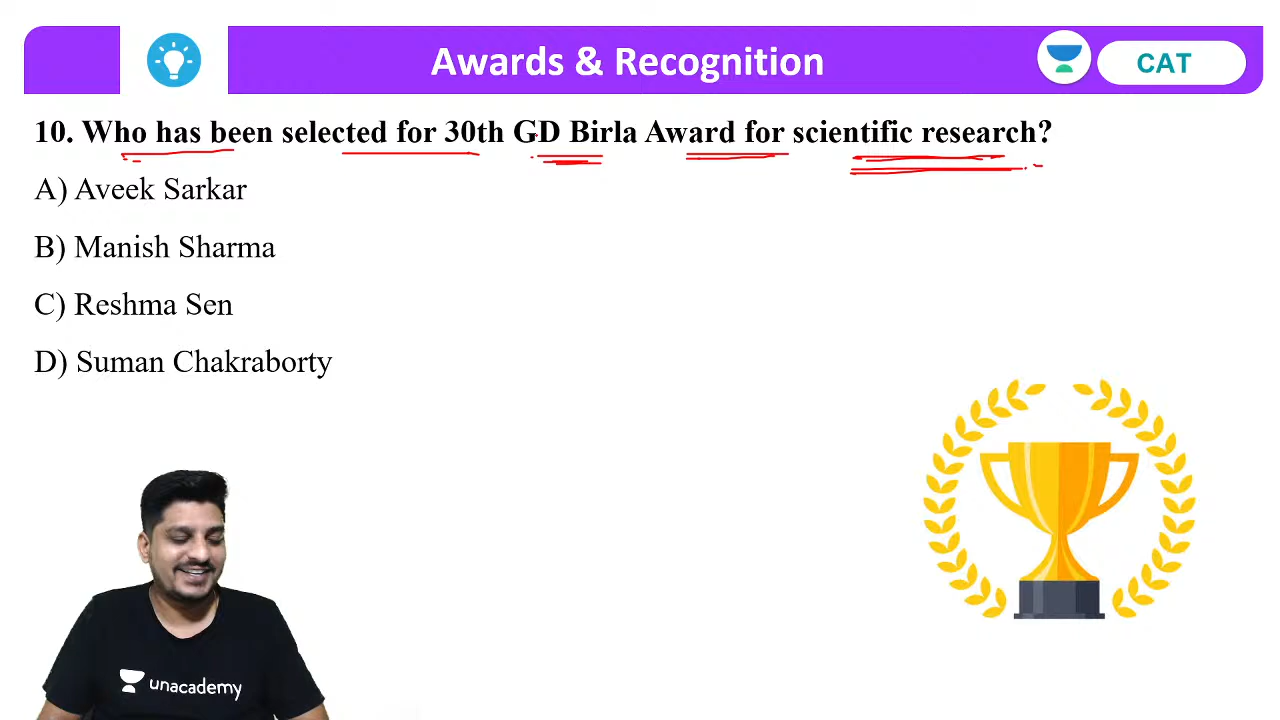 Awards & Recognition
CAT
10. Who has been selected for 30th GD Birla Award for scientific research?
A) Aveek Sarkar
B) Manish Sharma
C) Reshma Sen
D) Suman Chakraborty
unacademy